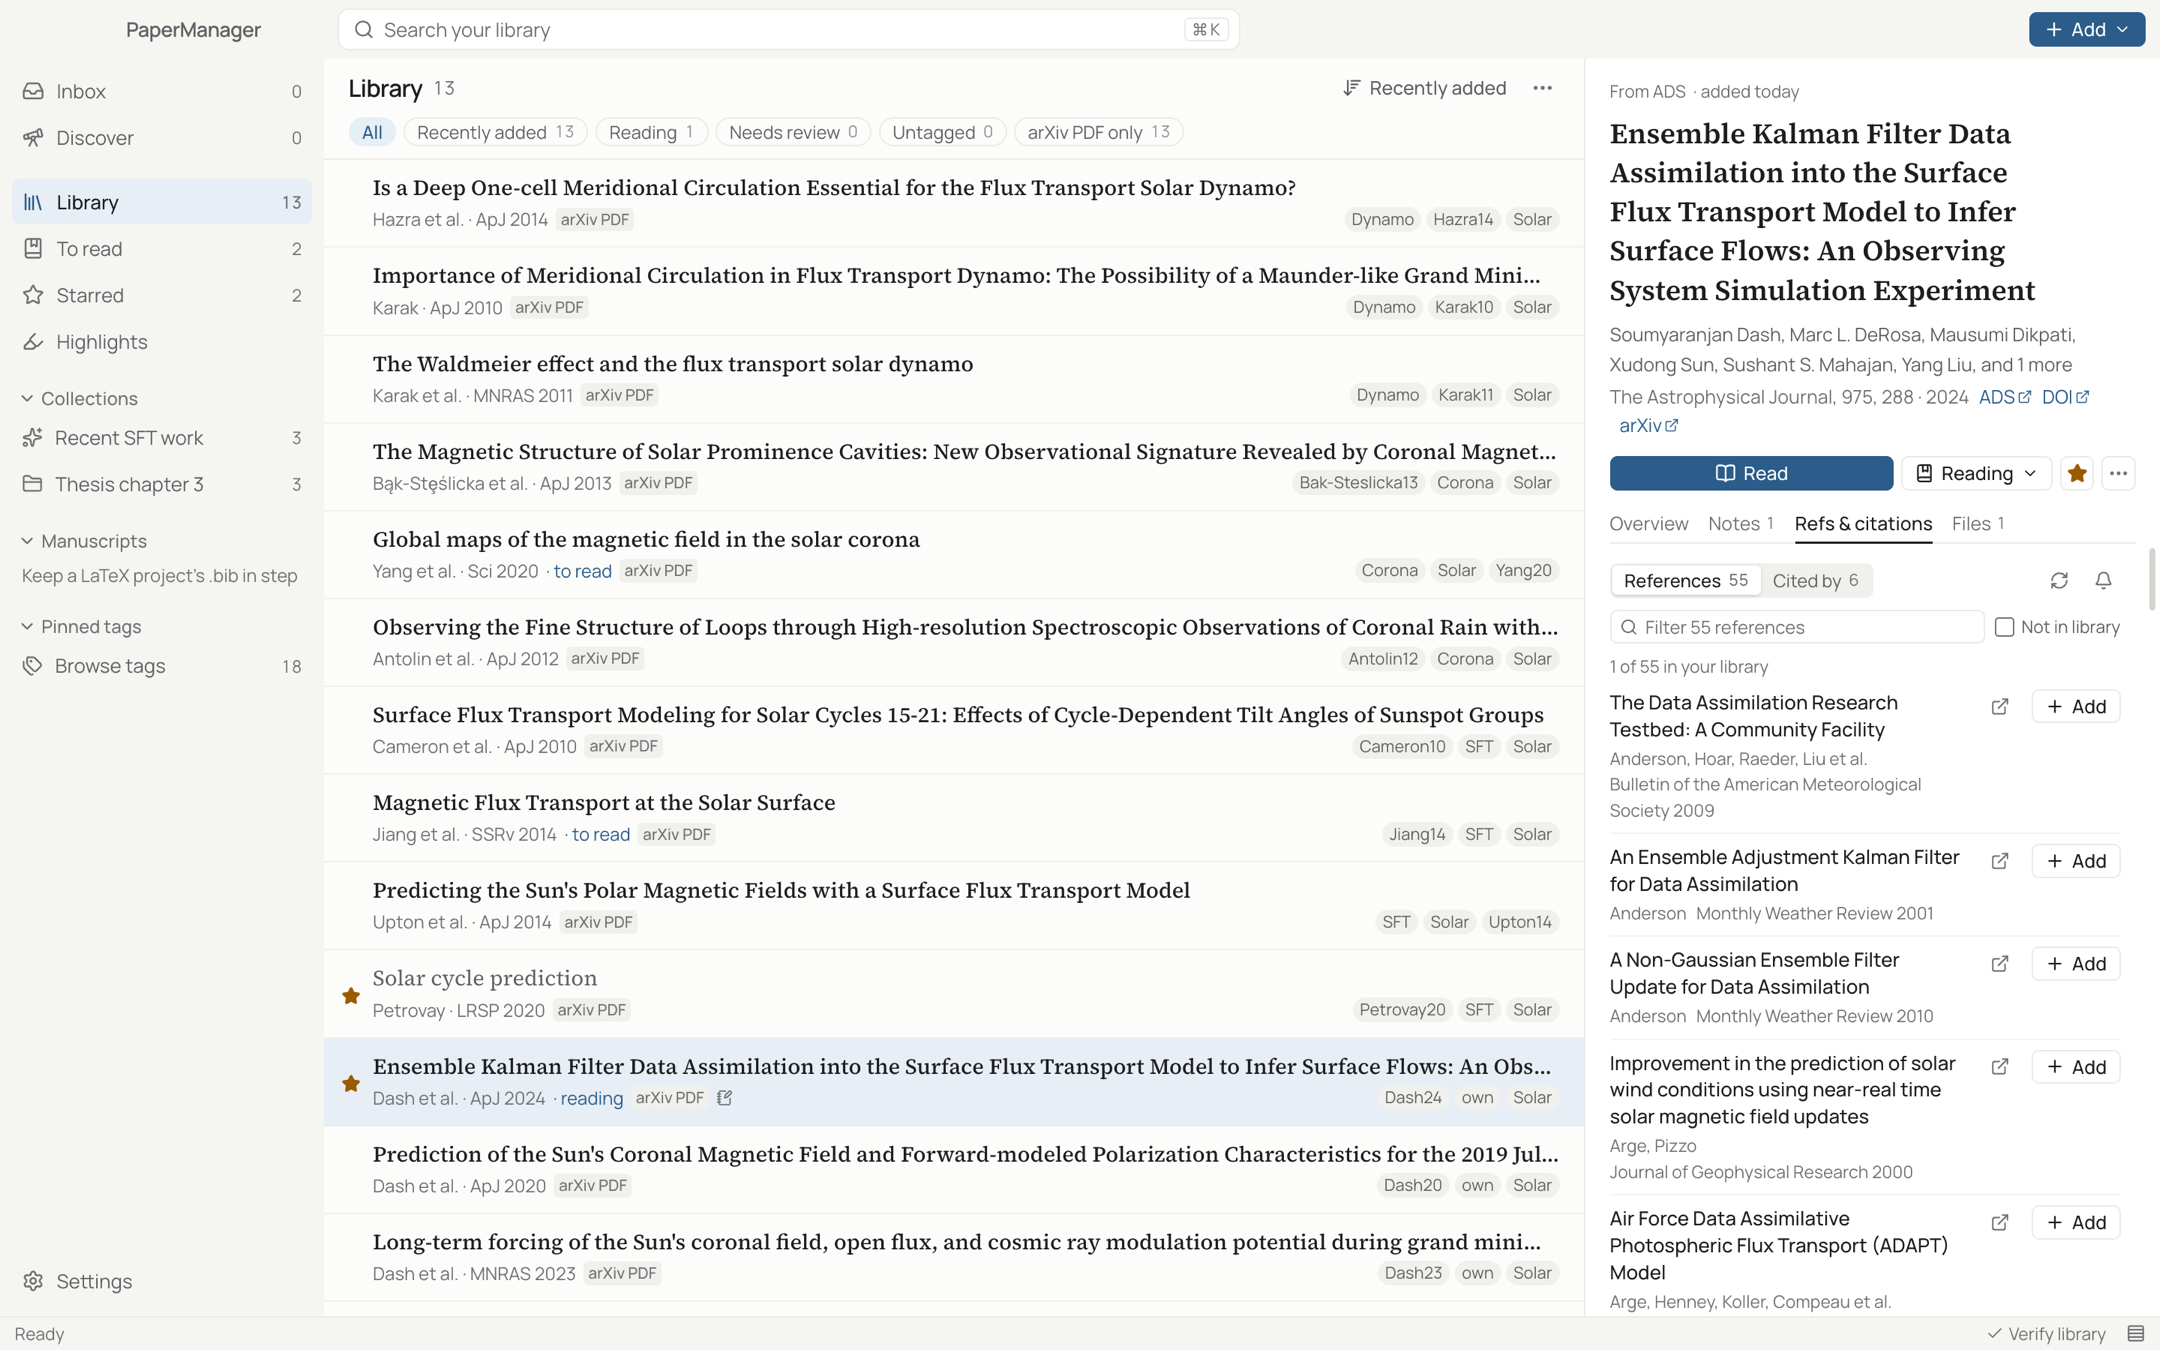 PaperManager
Search your library
⌘ K
+ Add
Inbox 0
Discover 0
Library 13
To read 2
Starred 2
Highlights
Collections
Recent SFT work 3
Thesis chapter 3 3
Manuscripts
Keep a LaTeX project's .bib in step
Pinned tags
Browse tags 18
Settings
Library 13
Recently added
All
Recently added 13
Reading 1
Needs review 0
Untagged 0
arXiv PDF only 13
Is a Deep One-cell Meridional Circulation Essential for the Flux Transport Solar Dynamo?
Hazra et al. · ApJ 2014 arXiv PDF Dynamo Hazra14 Solar
Importance of Meridional Circulation in Flux Transport Dynamo: The Possibility of a Maunder-like Grand Mini...
Karak · ApJ 2010 arXiv PDF Dynamo Karak10 Solar
The Waldmeier effect and the flux transport solar dynamo
Karak et al. · MNRAS 2011 arXiv PDF Dynamo Karak11 Solar
The Magnetic Structure of Solar Prominence Cavities: New Observational Signature Revealed by Coronal Magnet...
Bąk-Stęślicka et al. · ApJ 2013 arXiv PDF Bak-Steslicka13 Corona Solar
Global maps of the magnetic field in the solar corona
Yang et al. · Sci 2020 · to read arXiv PDF Corona Solar Yang20
Observing the Fine Structure of Loops through High-resolution Spectroscopic Observations of Coronal Rain with...
Antolin et al. · ApJ 2012 arXiv PDF Antolin12 Corona Solar
Surface Flux Transport Modeling for Solar Cycles 15-21: Effects of Cycle-Dependent Tilt Angles of Sunspot Groups
Cameron et al. · ApJ 2010 arXiv PDF Cameron10 SFT Solar
Magnetic Flux Transport at the Solar Surface
Jiang et al. · SSRv 2014 · to read arXiv PDF Jiang14 SFT Solar
Predicting the Sun's Polar Magnetic Fields with a Surface Flux Transport Model
Upton et al. · ApJ 2014 arXiv PDF SFT Solar Upton14
Solar cycle prediction
Petrovay · LRSP 2020 arXiv PDF Petrovay20 SFT Solar
Ensemble Kalman Filter Data Assimilation into the Surface Flux Transport Model to Infer Surface Flows: An Obs...
Dash et al. · ApJ 2024 · reading arXiv PDF Dash24 own Solar
Prediction of the Sun's Coronal Magnetic Field and Forward-modeled Polarization Characteristics for the 2019 Jul...
Dash et al. · ApJ 2020 arXiv PDF Dash20 own Solar
Long-term forcing of the Sun's coronal field, open flux, and cosmic ray modulation potential during grand mini...
Dash et al. · MNRAS 2023 arXiv PDF Dash23 own Solar
From ADS · added today
Ensemble Kalman Filter Data
Assimilation into the Surface
Flux Transport Model to Infer
Surface Flows: An Observing
System Simulation Experiment
Soumyaranjan Dash, Marc L. DeRosa, Mausumi Dikpati,
Xudong Sun, Sushant S. Mahajan, Yang Liu, and 1 more
The Astrophysical Journal, 975, 288 · 2024 ADS DOI
arXiv
Read
Reading
Overview Notes 1 Refs & citations Files 1
References 55 Cited by 6
Filter 55 references
Not in library
1 of 55 in your library
The Data Assimilation Research
Testbed: A Community Facility
+ Add
Anderson, Hoar, Raeder, Liu et al.
Bulletin of the American Meteorological
Society 2009
An Ensemble Adjustment Kalman Filter
for Data Assimilation
+ Add
Anderson Monthly Weather Review 2001
A Non-Gaussian Ensemble Filter
Update for Data Assimilation
+ Add
Anderson Monthly Weather Review 2010
Improvement in the prediction of solar
wind conditions using near-real time
solar magnetic field updates
+ Add
Arge, Pizzo
Journal of Geophysical Research 2000
Air Force Data Assimilative
Photospheric Flux Transport (ADAPT)
Model
+ Add
Arge, Henney, Koller, Compeau et al.
Ready
Verify library